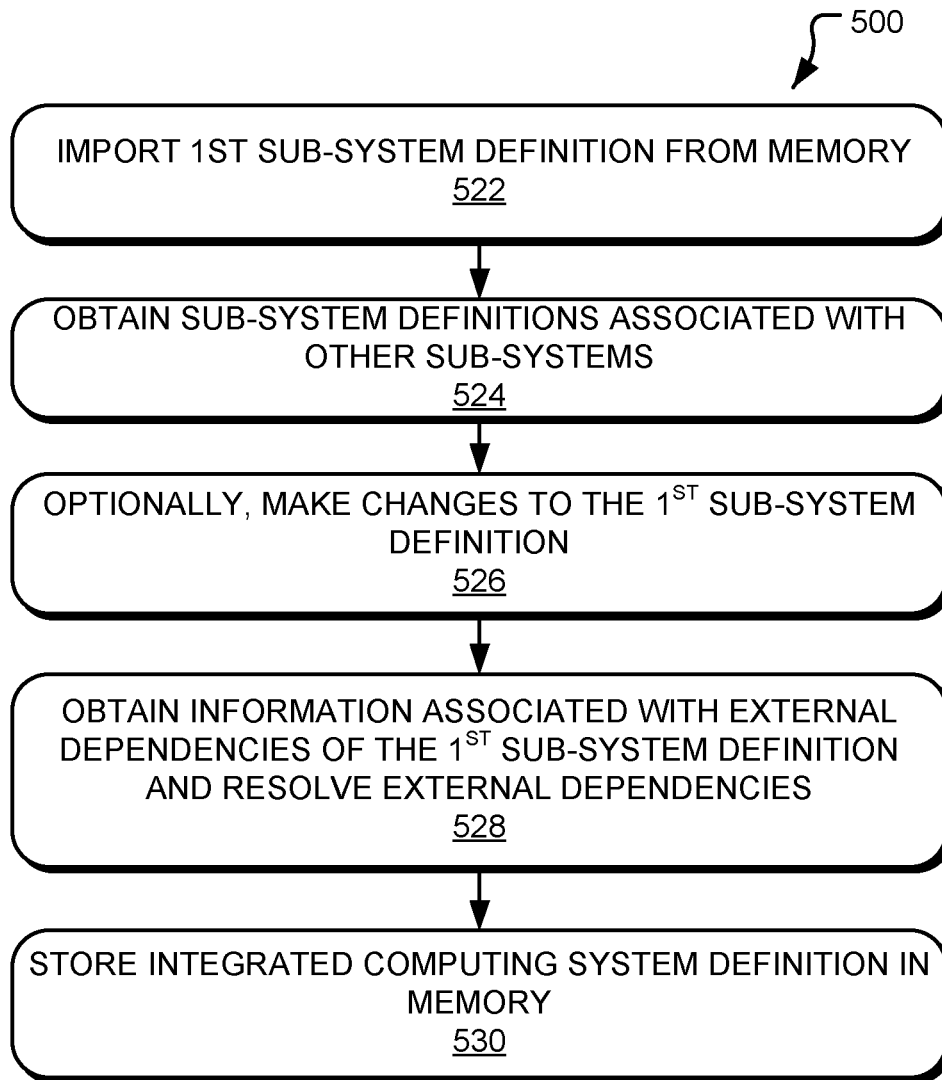 500
IMPORT 1ST SUB-SYSTEM DEFINITION FROM MEMORY
522
OBTAIN SUB-SYSTEM DEFINITIONS ASSOCIATED WITH
OTHER SUB-SYSTEMS
524
OPTIONALLY, MAKE CHANGES TO THE 1ST SUB-SYSTEM
DEFINITION
526
OBTAIN INFORMATION ASSOCIATED WITH EXTERNAL
DEPENDENCIES OF THE 1ST SUB-SYSTEM DEFINITION
AND RESOLVE EXTERNAL DEPENDENCIES
528
STORE INTEGRATED COMPUTING SYSTEM DEFINITION IN
MEMORY
530